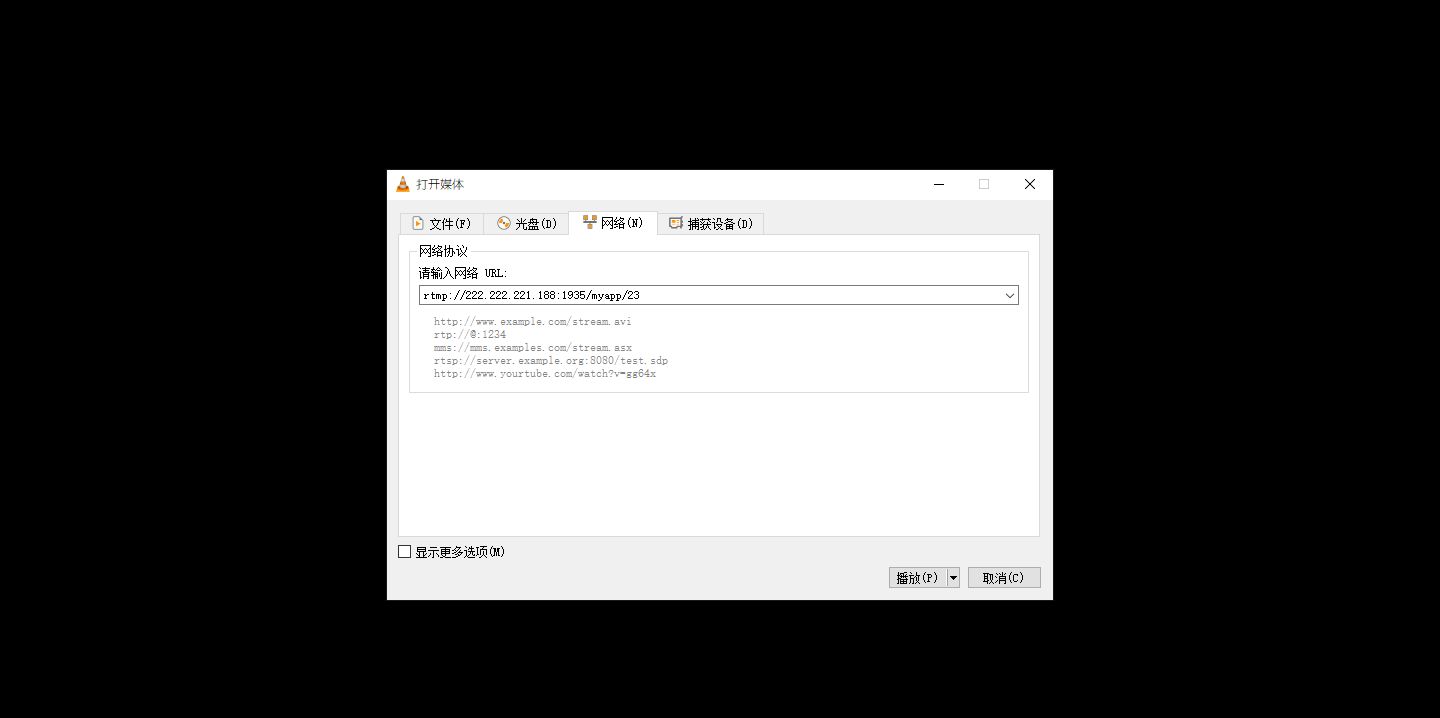 打开媒体
文件(F) 光盘(D) 网络(N) 捕获设备(D)
网络协议
请输入网络 URL:
rtmp://222.222.221.188:1935/myapp/23
http://www.example.com/stream.avi
rtp://@:1234
mms://mms.examples.com/stream.asx
rtsp://server.example.org:8080/test.sdp
http://www.yourtube.com/watch?v=gg64x
显示更多选项(M)
播放(P) 取消(C)